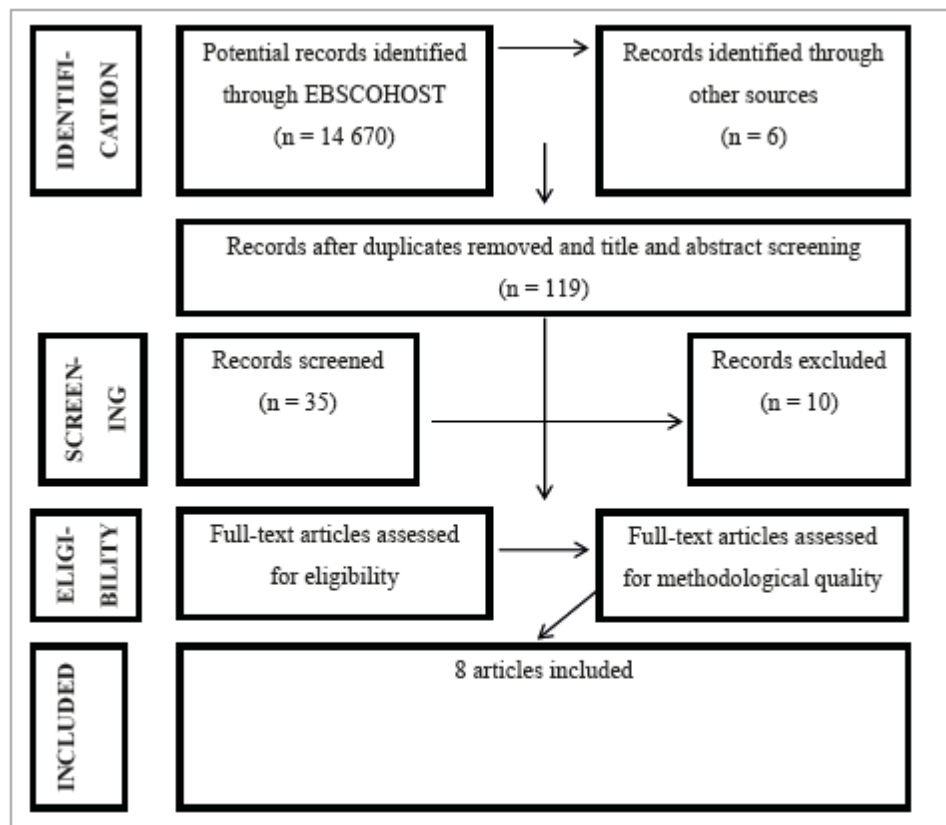 IDENTIFI-
CATION
Potential records identified
through EBSCOHOST
(n = 14 670)
Records identified through
other sources
(n = 6)
Records after duplicates removed and title and abstract screening
(n = 119)
SCREEN-
ING
Records screened
(n = 35)
Records excluded
(n = 10)
ELIGI-
BILITY
Full-text articles assessed
for eligibility
Full-text articles assessed
for methodological quality
INCLUDED
8 articles included